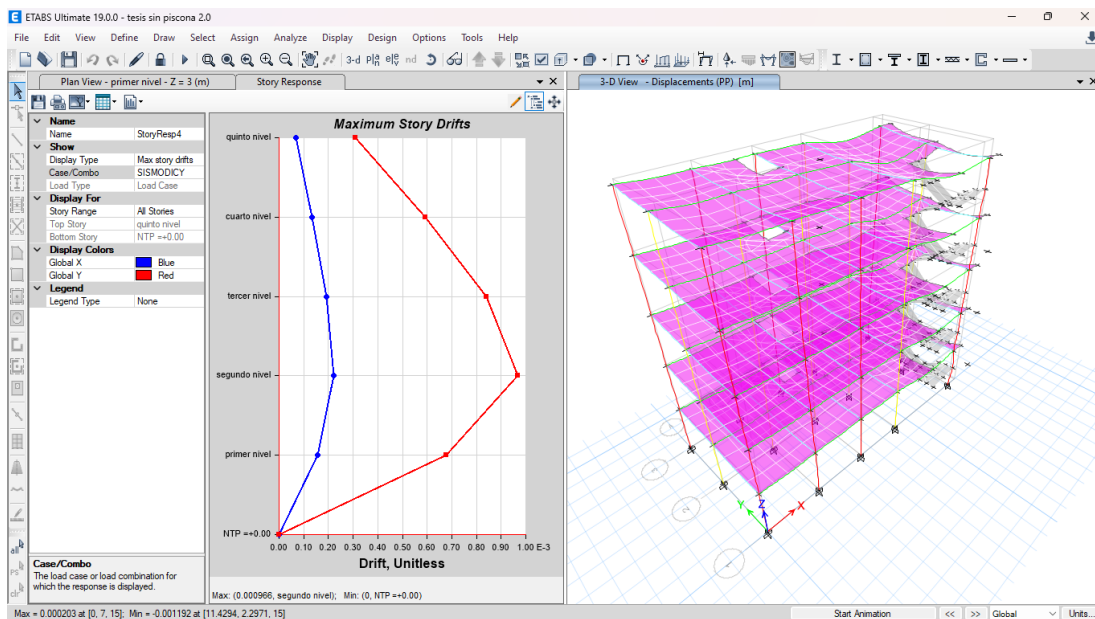 ETABS Ultimate 19.0.0 - tesis sin piscona 2.0
File Edit View Define Draw Select Assign Analyze Display Design Options Tools Help
3-d
nd
Plan View - primer nivel - Z = 3 (m)
Story Response
3-D View - Displacements (PP) [m]
Name
Name StoryResp4
Show
Display Type Max story drifts
Case/Combo SISMODICY
Load Type Load Case
Display For
Story Range All Stories
Top Story quinto nivel
Bottom Story NTP =+0.00
Display Colors
Global X Blue
Global Y Red
Legend
Legend Type None
Case/Combo
The load case or load combination for
which the response is displayed.
all
Maximum Story Drifts
quinto nivel
cuarto nivel
tercer nivel
segundo nivel
primer nivel
NTP =+0.00
0.00 0.10 0.20 0.30 0.40 0.50 0.60 0.70 0.80 0.90 1.00 E-3
Drift, Unitless
Max: (0.000966, segundo nivel); Min: (0, NTP =+0.00)
Z
Y
X
Max = 0.000203 at [0, 7, 15]; Min = -0.001192 at [11.4294, 2.2971, 15]
Start Animation << >> Global Units...